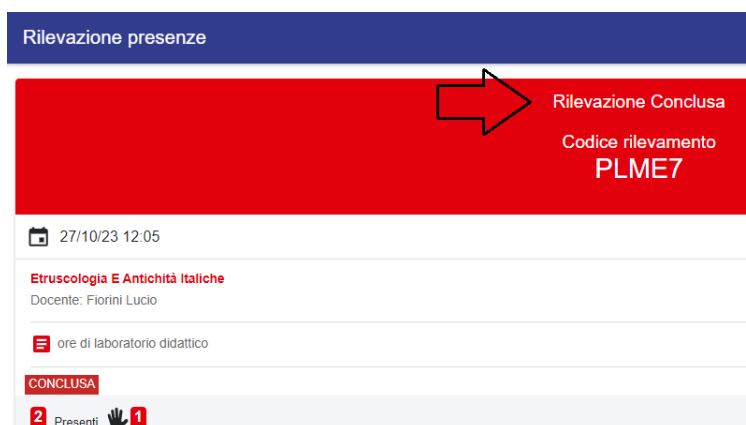 Rilevazione presenze
Rilevazione Conclusa
Codice rilevamento
PLME7
27/10/23 12:05
Etruscologia E Antichità Italiche
Docente: Fiorini Lucio
ore di laboratorio didattico
CONCLUSA
2 Presenti 1